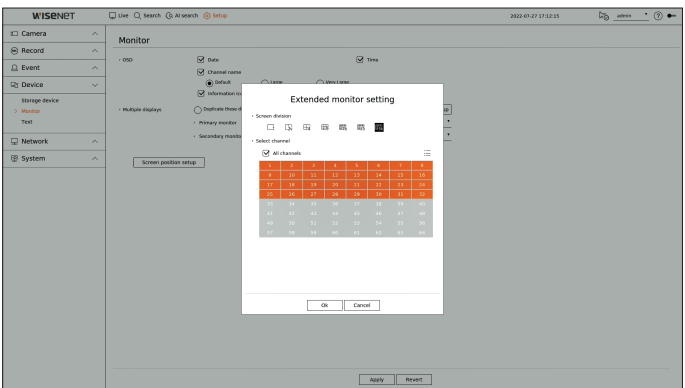 WISENET Live Search AI search Setup 2022-07-27 17:12:15 admin ?
Camera
Record
Event
Device
Storage device
> Monitor
Text
Network
System
Monitor
• OSD Date Time
Channel name
Default Large Very Large
Information
• Multiple displays Duplicate these d
• Primary monitor
• Secondary monito
Screen position setup
Extended monitor setting
• Screen division
• Select channel
All channels
1 2 3 4 5 6 7 8
9 10 11 12 13 14 15 16
17 18 19 20 21 22 23 24
25 26 27 28 29 30 31 32
33 34 35 36 37 38 39 40
41 42 43 44 45 46 47 48
49 50 51 52 53 54 55 56
57 58 59 60 61 62 63 64
Ok Cancel
Apply Revert